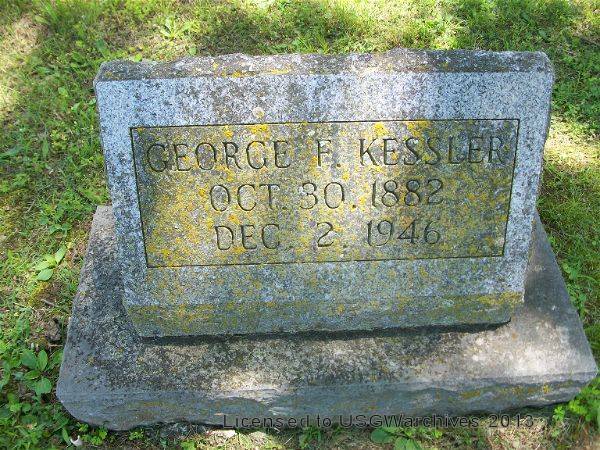 GEORGE F. KESSLER
OCT. 30. 1882
DEC. 2. 1946
Licensed to USGWarchives 2013